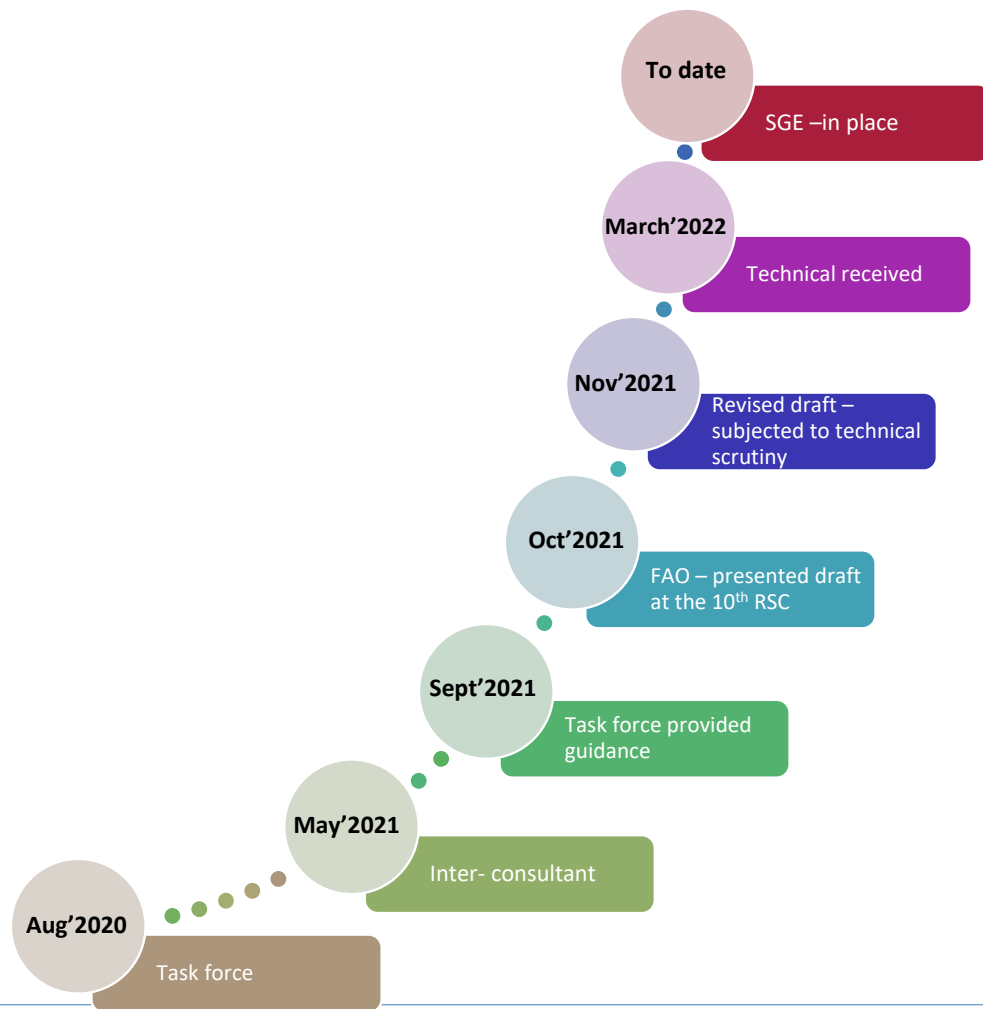 To date
SGE –in place
March’2022
Technical received
Nov’2021
Revised draft –
subjected to technical
scrutiny
Oct’2021
FAO – presented draft
at the 10th RSC
Sept’2021
Task force provided
guidance
May’2021
Inter- consultant
Aug’2020
Task force